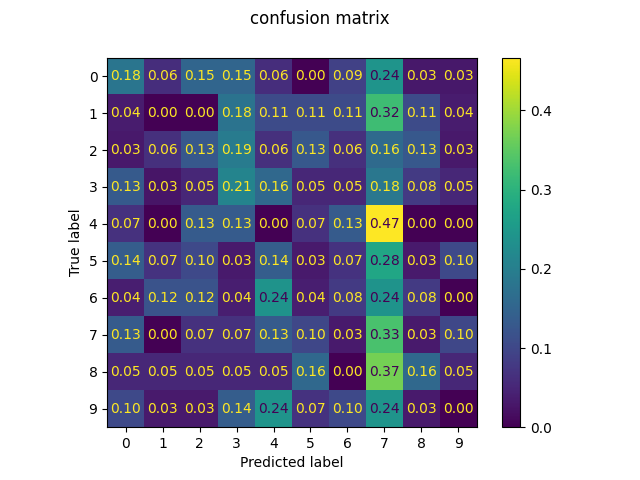 confusion matrix
0 0.18 0.06 0.15 0.15 0.06 0.00 0.09 0.24 0.03 0.03
1 0.04 0.00 0.00 0.18 0.11 0.11 0.11 0.32 0.11 0.04
2 0.03 0.06 0.13 0.19 0.06 0.13 0.06 0.16 0.13 0.03
3 0.13 0.03 0.05 0.21 0.16 0.05 0.05 0.18 0.08 0.05
4 0.07 0.00 0.13 0.13 0.00 0.07 0.13 0.47 0.00 0.00
5 0.14 0.07 0.10 0.03 0.14 0.03 0.07 0.28 0.03 0.10
6 0.04 0.12 0.12 0.04 0.24 0.04 0.08 0.24 0.08 0.00
7 0.13 0.00 0.07 0.07 0.13 0.10 0.03 0.33 0.03 0.10
8 0.05 0.05 0.05 0.05 0.05 0.16 0.00 0.37 0.16 0.05
9 0.10 0.03 0.03 0.14 0.24 0.07 0.10 0.24 0.03 0.00
0 1 2 3 4 5 6 7 8 9
Predicted label
True label
0.4
0.3
0.2
0.1
0.0